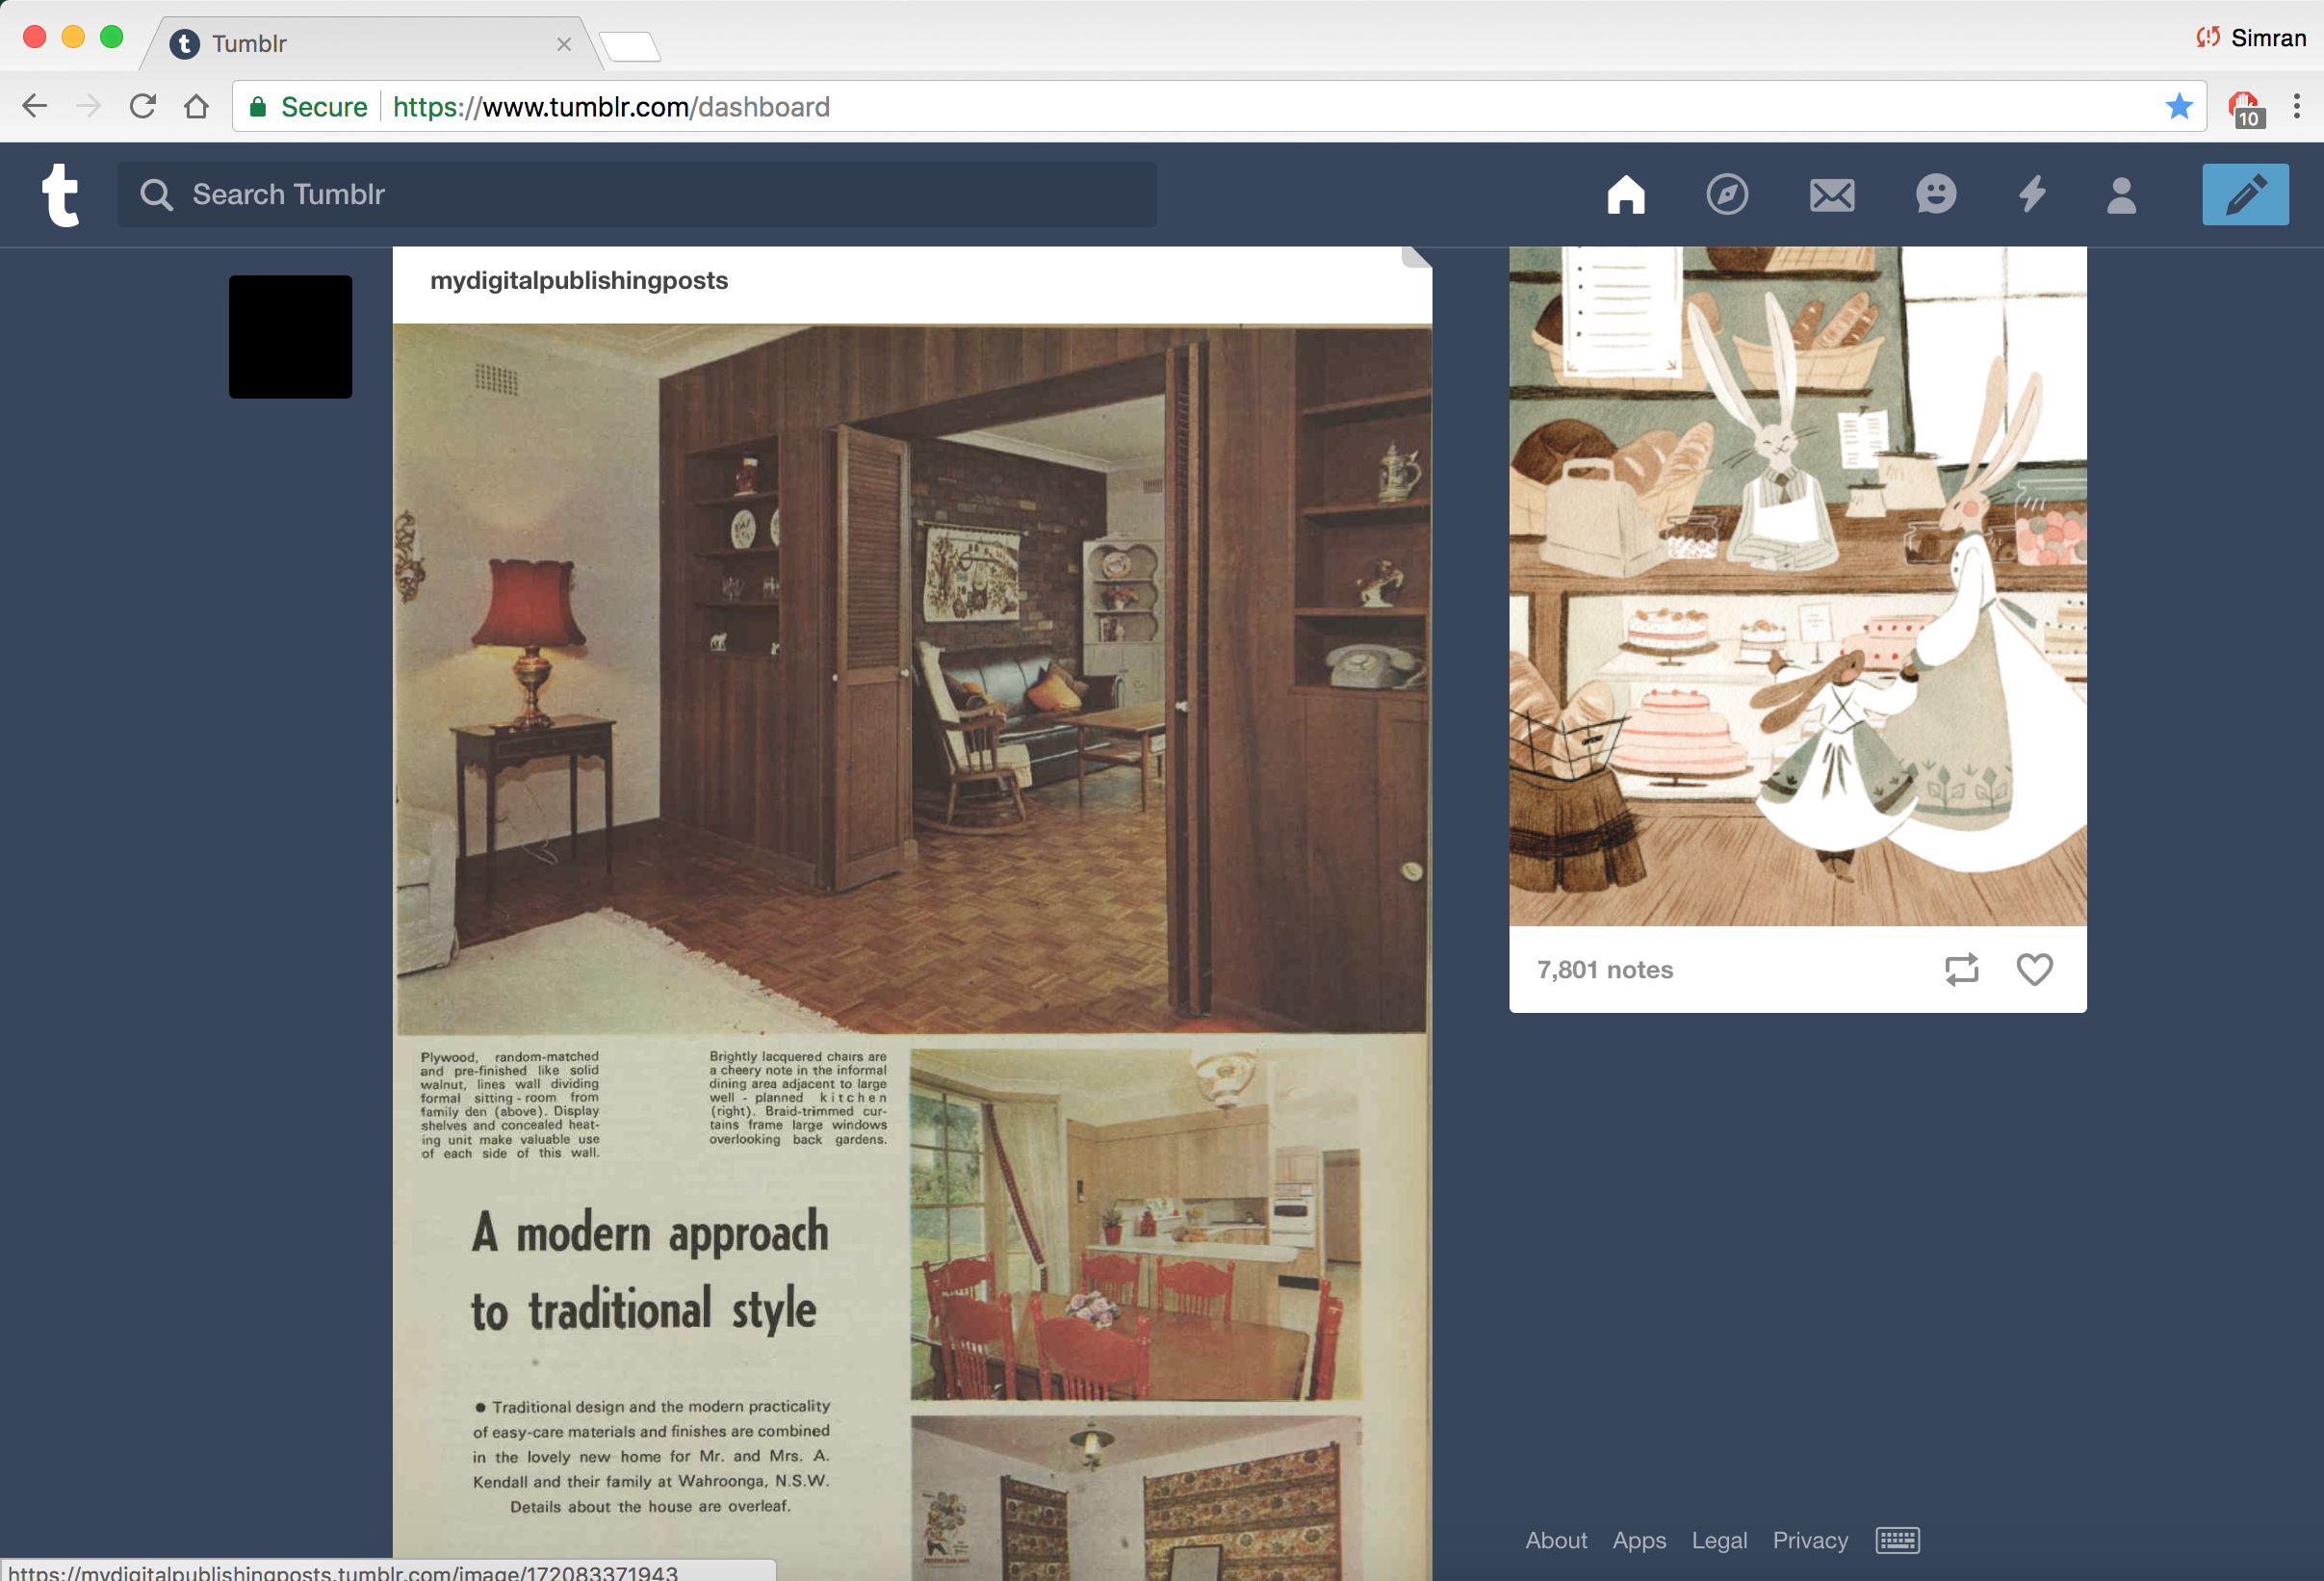 Tumblr
Simran
Secure
https://www.tumblr.com/dashboard
10
t
Search Tumblr
mydigitalpublishingposts
Plywood, random-matched
and pre-finished like solid
walnut, lines wall dividing
formal sitting-room from
family den (above). Display
shelves and concealed heat-
ing unit make valuable use
of each side of this wall.
Brightly lacquered chairs are
a cheery note in the informal
dining area adjacent to large
well-planned kitchen
(right). Braid-trimmed cur-
tains frame large windows
overlooking back gardens.
A modern approach
to traditional style
● Traditional design and the modern practicality
of easy-care materials and finishes are combined
in the lovely new home for Mr. and Mrs. A.
Kendall and their family at Wahroonga, N.S.W.
Details about the house are overleaf.
7,801 notes
About Apps Legal Privacy
https://mydigitalpublishingposts.tumblr.com/image/172083371943